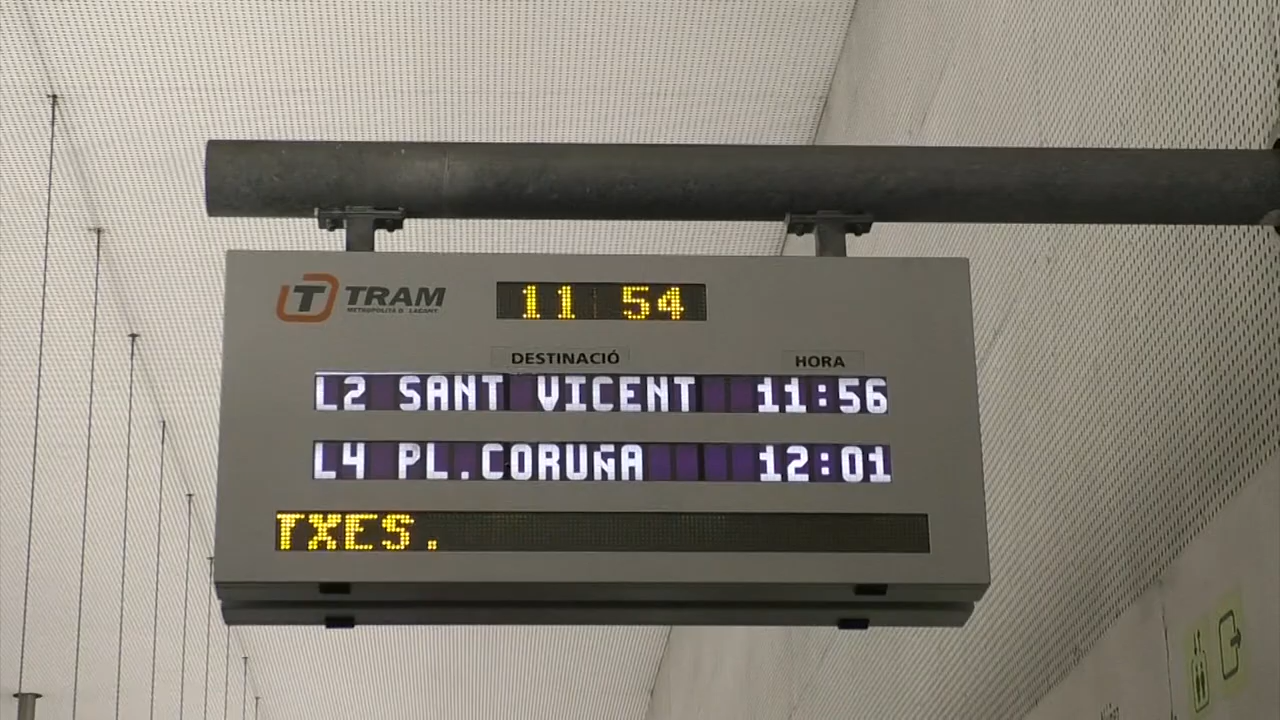 TRAM
METROPOLITÀ D'ALACANT
11 54
DESTINACIÓ HORA
L2 SANT VICENT 11:56
L4 PL.CORUÑA 12:01
TXES.